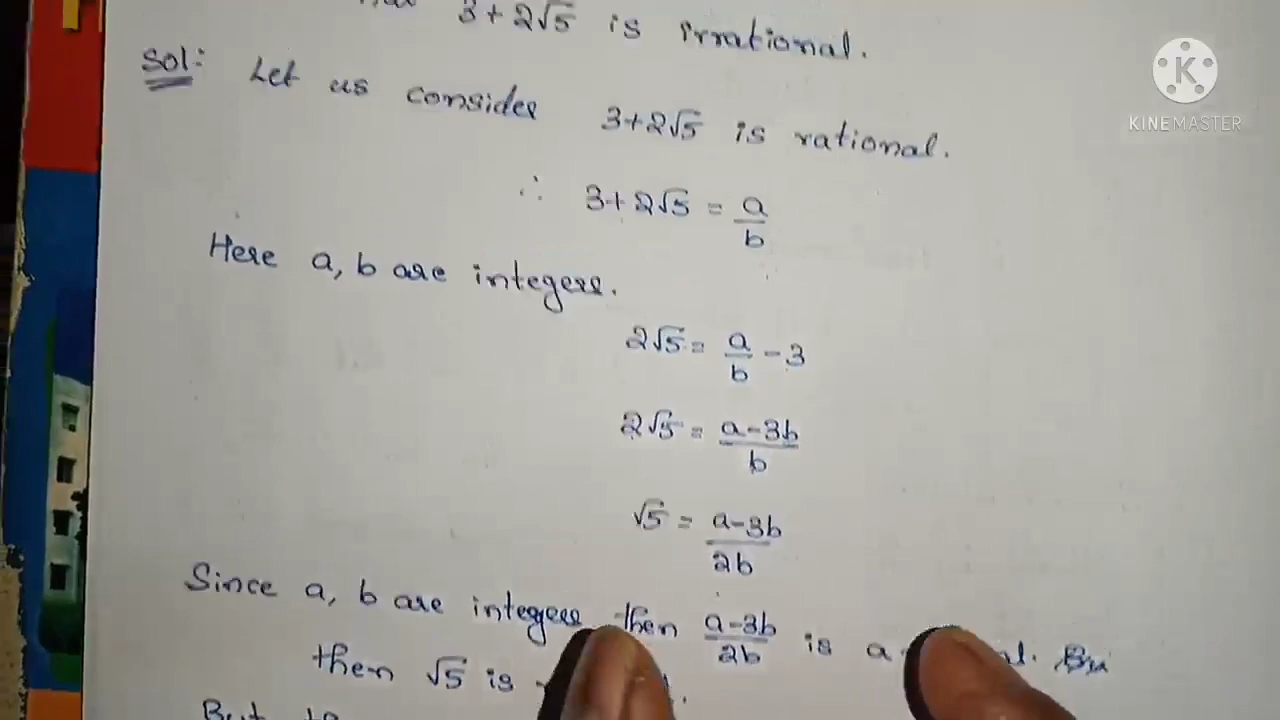 3+2√5 is irrational.
Sol:- Let us consider 3+2√5 is rational.
∴ 3+2√5 = a/b
Here a, b are integers.
2√5 = a/b - 3
2√5 = a-3b/b
√5 = a-3b/2b
Since a, b are integers then a-3b/2b is a
then √5 is
But
K
KINEMASTER